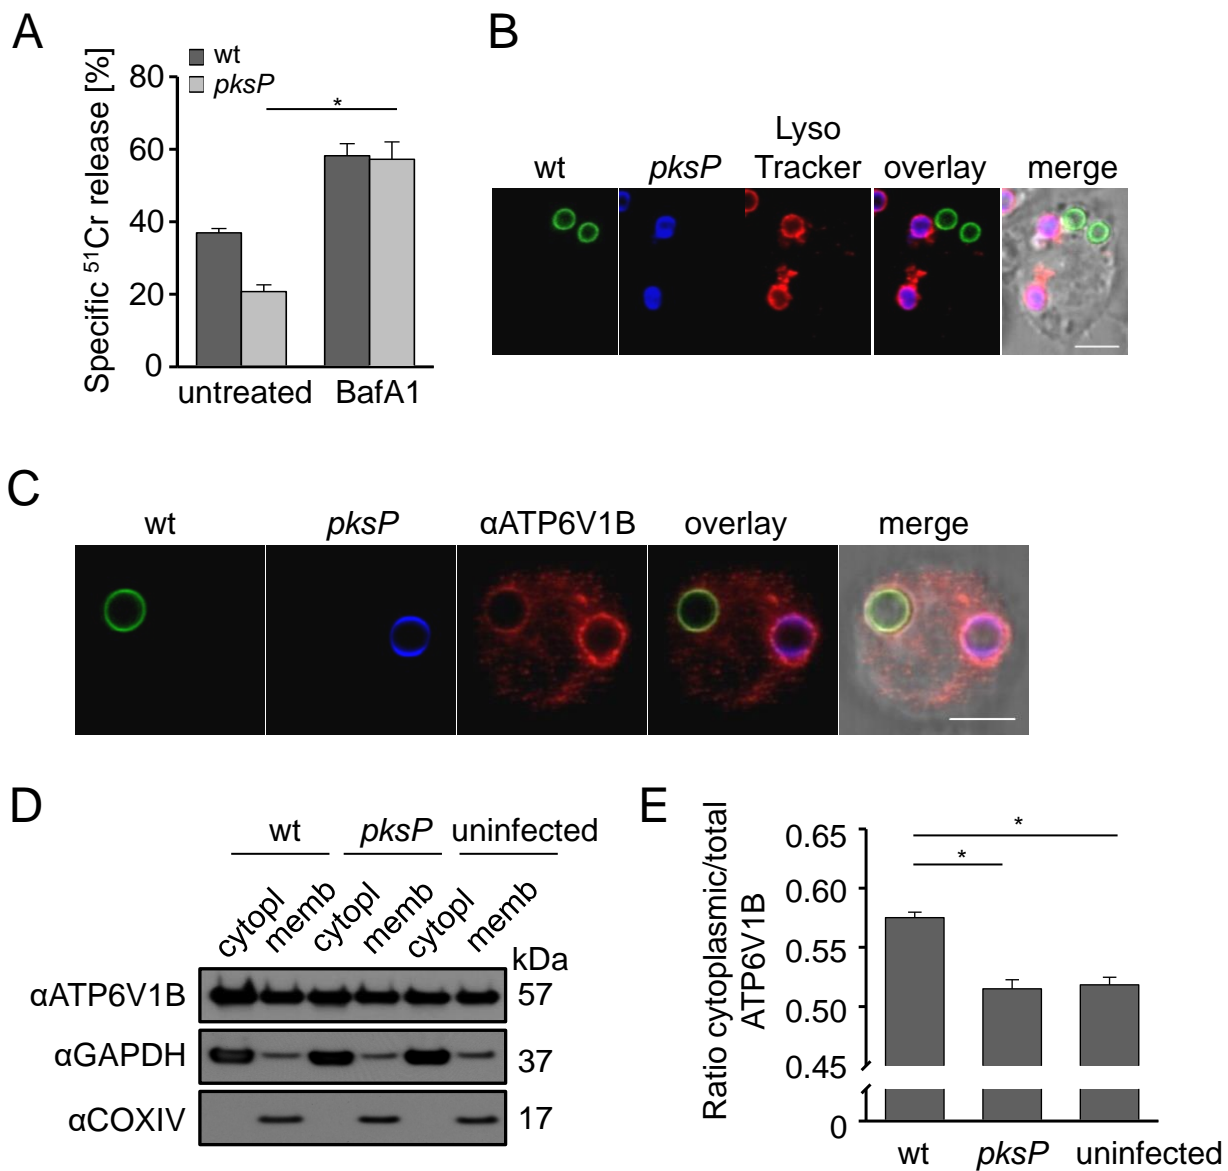 A
wt
pksP
Specific 51Cr release [%]
80
60
40
20
0
*
untreated BafA1
B
wt pksP Lyso Tracker overlay merge
C
wt pksP αATP6V1B overlay merge
D
wt pksP uninfected
cytopl memb cytopl memb cytopl memb
kDa
αATP6V1B 57
αGAPDH 37
αCOXIV 17
E
Ratio cytoplasmic/total
ATP6V1B
0.65
0.60
0.55
0.50
0.45
0
*
*
wt pksP uninfected